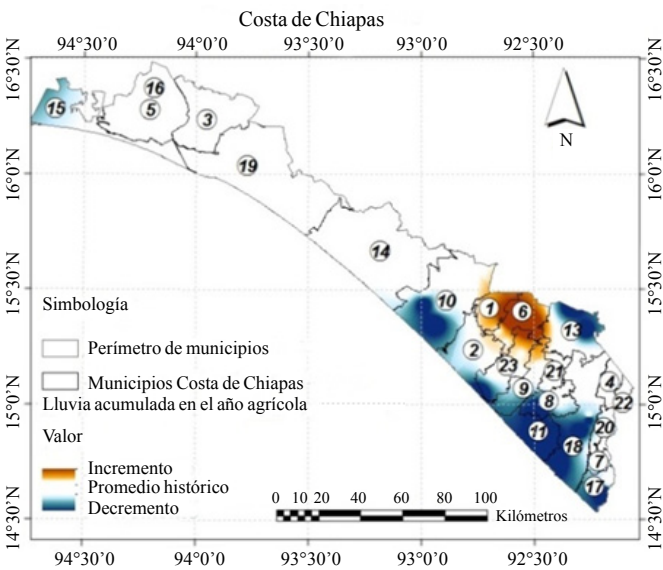 Costa de Chiapas
94°5'0 94°0'0 93°5'0 93°0'0 92°5'0
16°30'N 16°30'N
15
16
5
3
N
16°0'N 19 16°0'N
14
15°30'N 15°30'N
10
1
6
13
Simbología
Perímetro de municipios
Municipios Costa de Chiapas
2
23
21
4
9
8
22
15°0'N 15°0'N
Lluvia acumulada en el año agrícola
Valor
11
18
20
7
17
Incremento
Promedio histórico
Decremento
0 10 20 40 60 80 100
Kilómetros
14°30'N 14°30'N
94°30'0 94°0'0 93°5'0 93°0'0 92°5'0